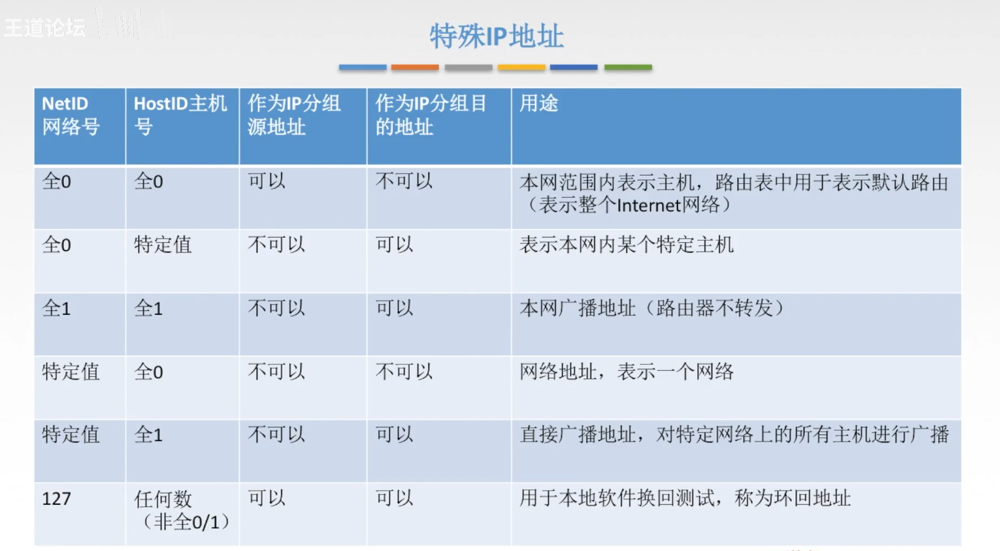 王道论坛
特殊IP地址
NetID
网络号
HostID主机
号
作为IP分组
源地址
作为IP分组目
的地址
用途
全0
全0
可以
不可以
本网范围内表示主机，路由表中用于表示默认路由
（表示整个Internet网络）
全0
特定值
不可以
可以
表示本网内某个特定主机
全1
全1
不可以
可以
本网广播地址（路由器不转发）
特定值
全0
不可以
不可以
网络地址，表示一个网络
特定值
全1
不可以
可以
直接广播地址，对特定网络上的所有主机进行广播
127
任何数
（非全0/1）
可以
可以
用于本地软件换回测试，称为环回地址